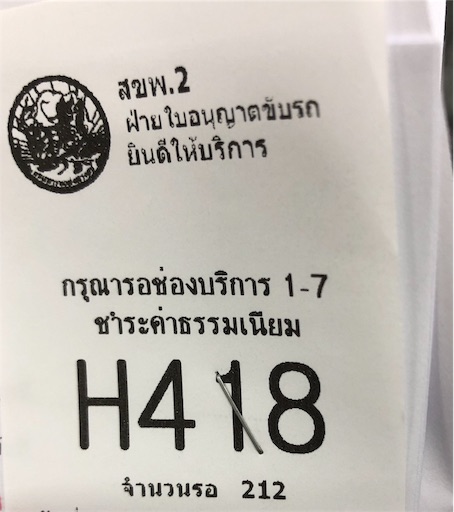 สขพ.2
ฝ่ายใบอนุญาตขับรถ
ยินดีให้บริการ
กรุณารอช่องบริการ 1-7
ชำระค่าธรรมเนียม
H418
จำนวนรอ 212